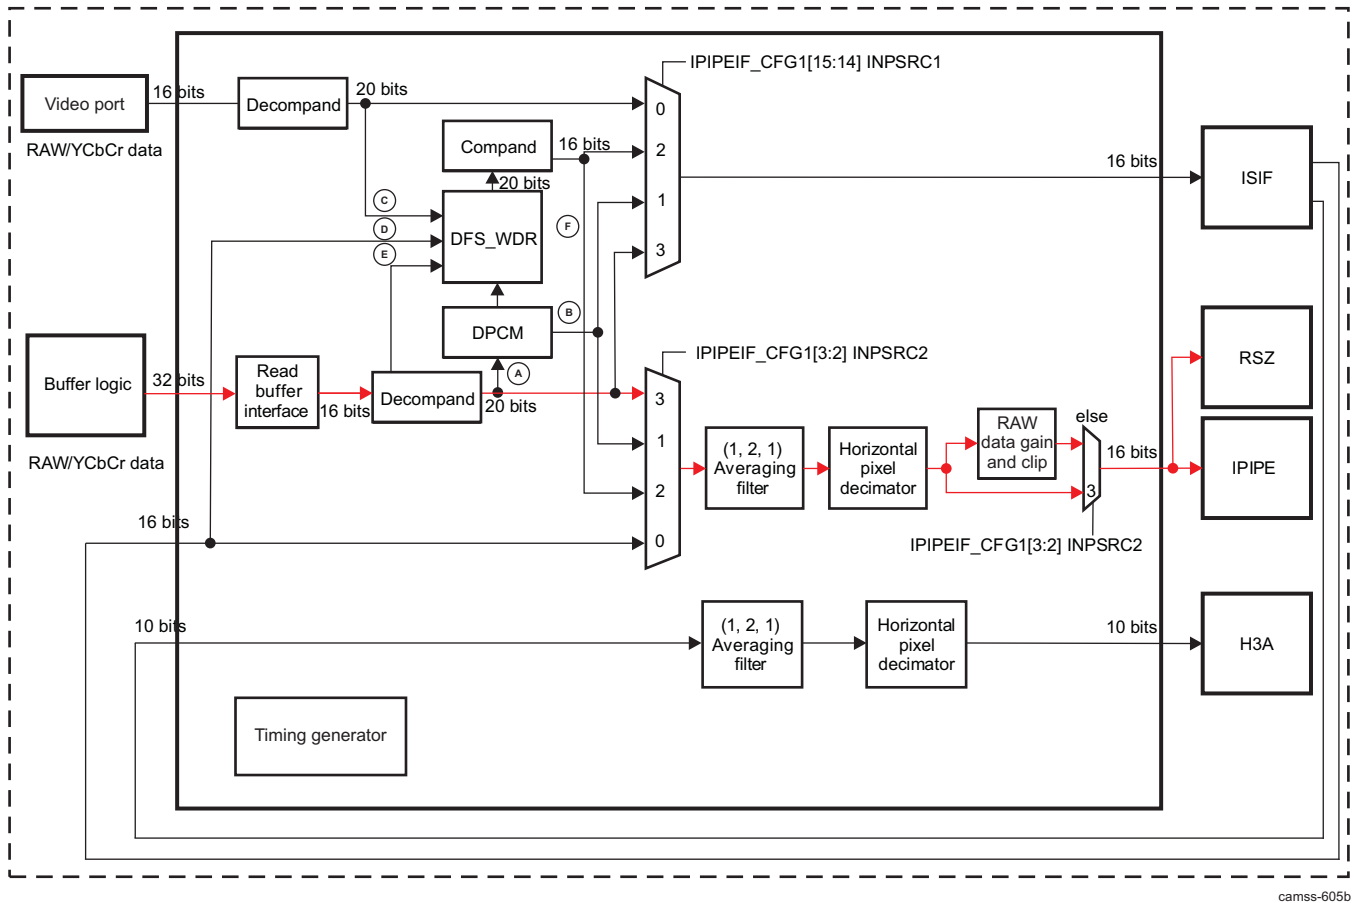 IPIPEIF_CFG1[15:14] INPSRC1
Video port
16 bits
Decompand
20 bits
0
RAW/YCbCr data
Compand
16 bits
2
20 bits
16 bits
ISIF
C
1
D
F
DFS_WDR
E
3
B
DPCM
IPIPEIF_CFG1[3:2] INPSRC2
RSZ
A
Buffer logic
32 bits
Read
buffer
interface
16 bits
Decompand
20 bits
3
else
RAW/YCbCr data
1
(1, 2, 1)
Averaging
filter
Horizontal
pixel
decimator
RAW
data gain
and clip
16 bits
IPIPE
2
3
16 bits
0
IPIPEIF_CFG1[3:2] INPSRC2
10 bits
(1, 2, 1)
Averaging
filter
Horizontal
pixel
decimator
10 bits
H3A
Timing generator
camss-605b